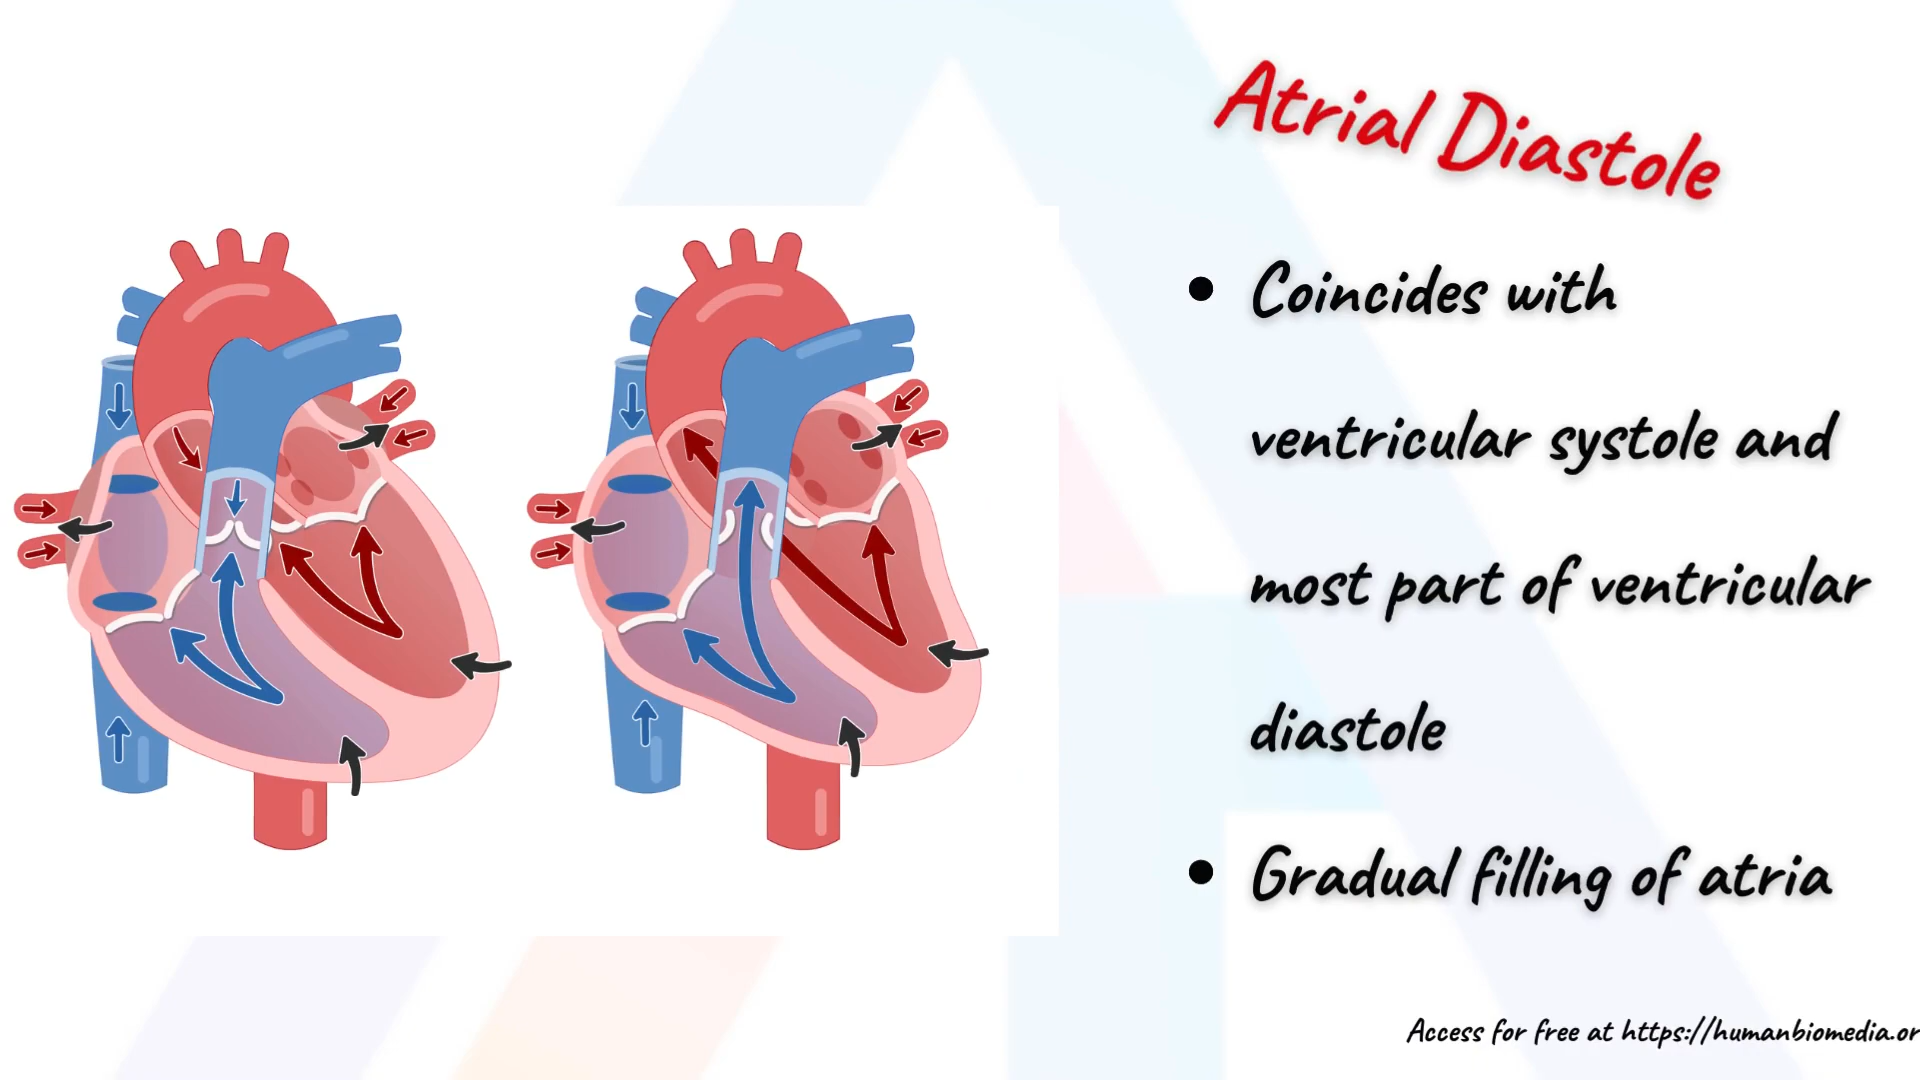 Atrial Diastole
• Coincides with
ventricular systole and
most part of ventricular
diastole
• Gradual filling of atria
Access for free at https://humanbiomedia.or